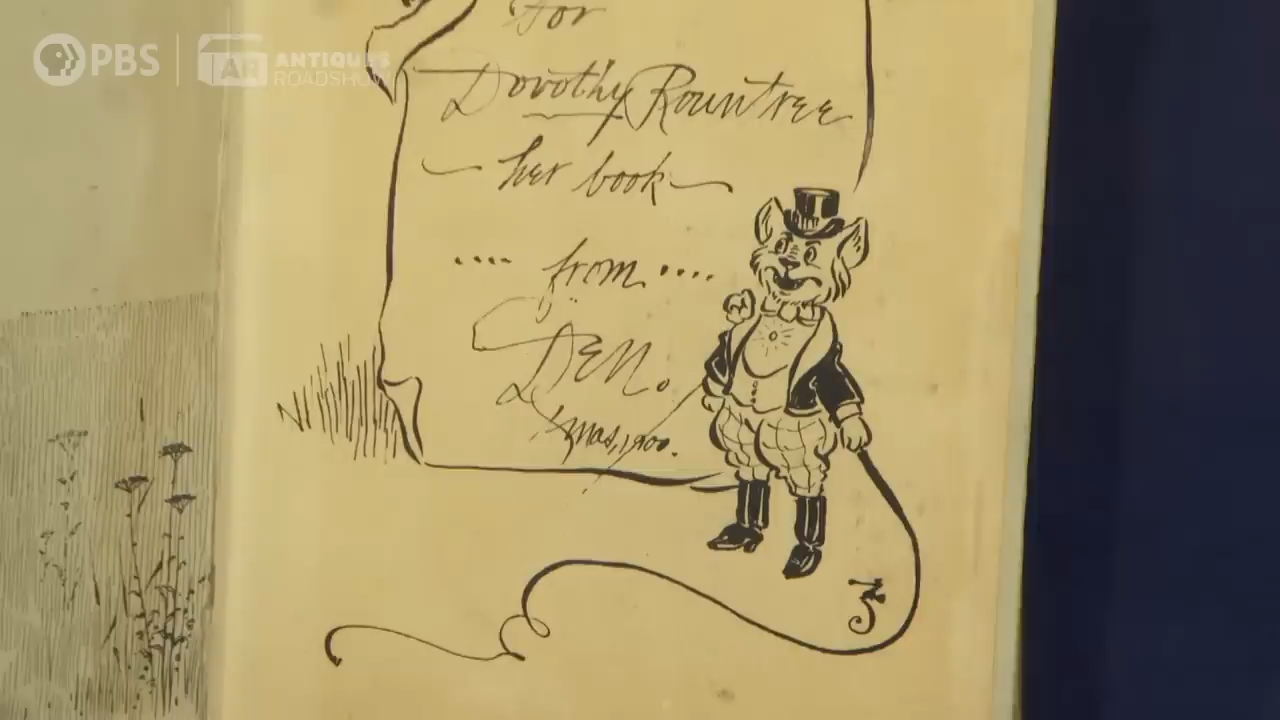 PBS
ANTIQUES
ROADSHOW
For
Dorothy Rountree
her book
.... from ....
Den.
Xmas, 1900.